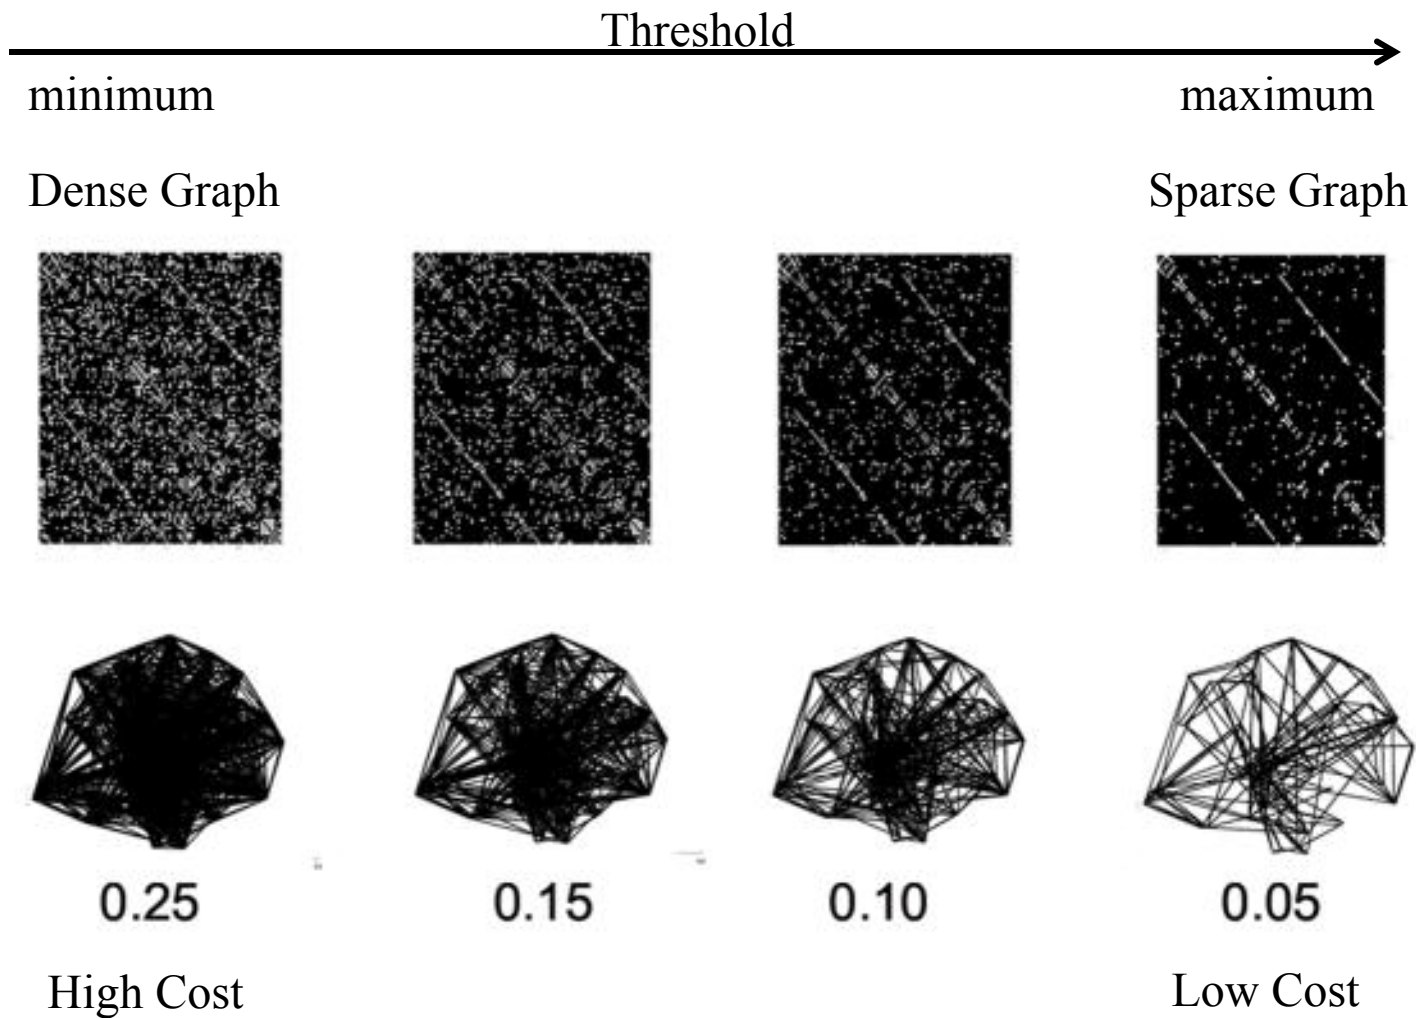 Threshold
minimum maximum
Dense Graph Sparse Graph
0.25 0.15 0.10 0.05
High Cost Low Cost